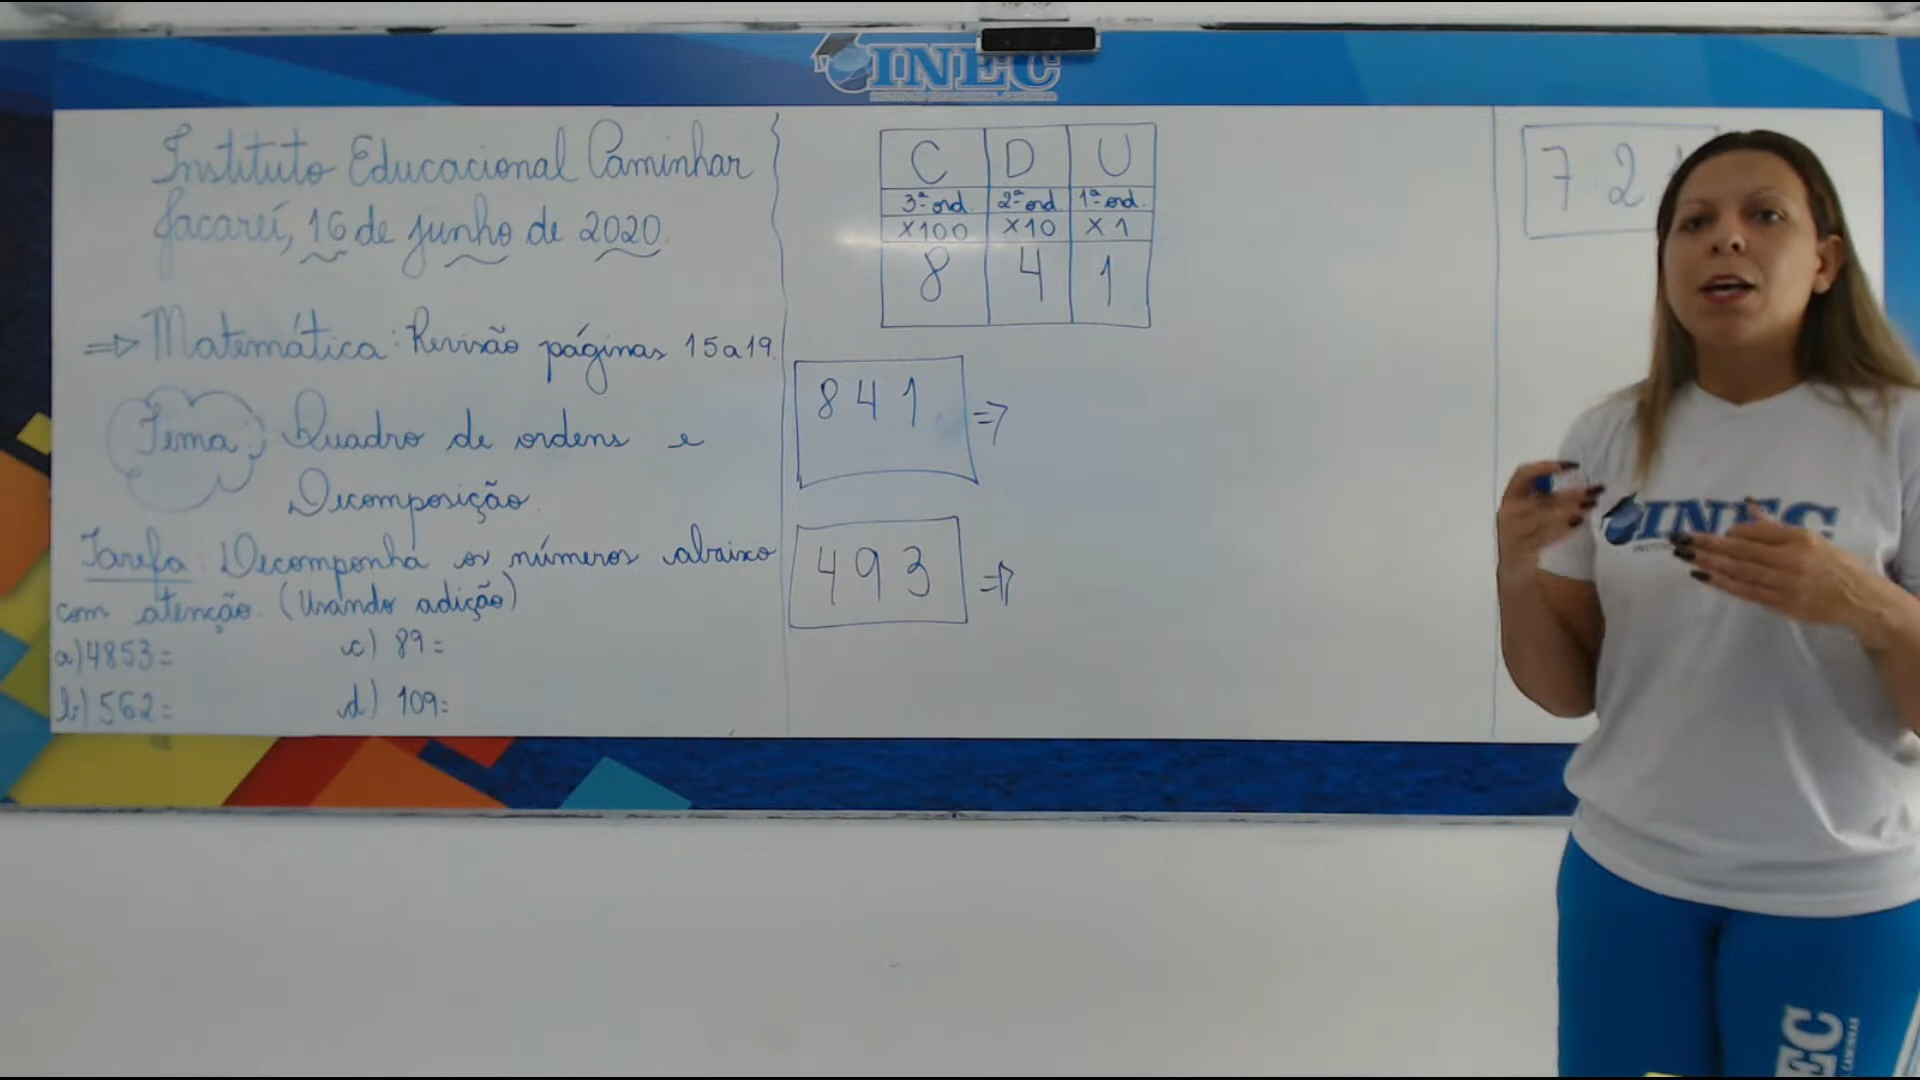 INEC
Instituto Educacional Caminhar
Jacareí, 16 de junho de 2020.
=> Matemática: Revisão páginas 15 a 19.
Tema: Quadro de ordens e
Decomposição.
Tarefa: Decomponha os números abaixo
com atenção. (Usando adição)
a) 4853=
c) 89=
b) 562=
d) 109=
C D U
3ª ord. 2ª ord. 1ª ord.
X100 X10 X1
8 4 1
841 =>
493 =>
7 2
INEC
EC